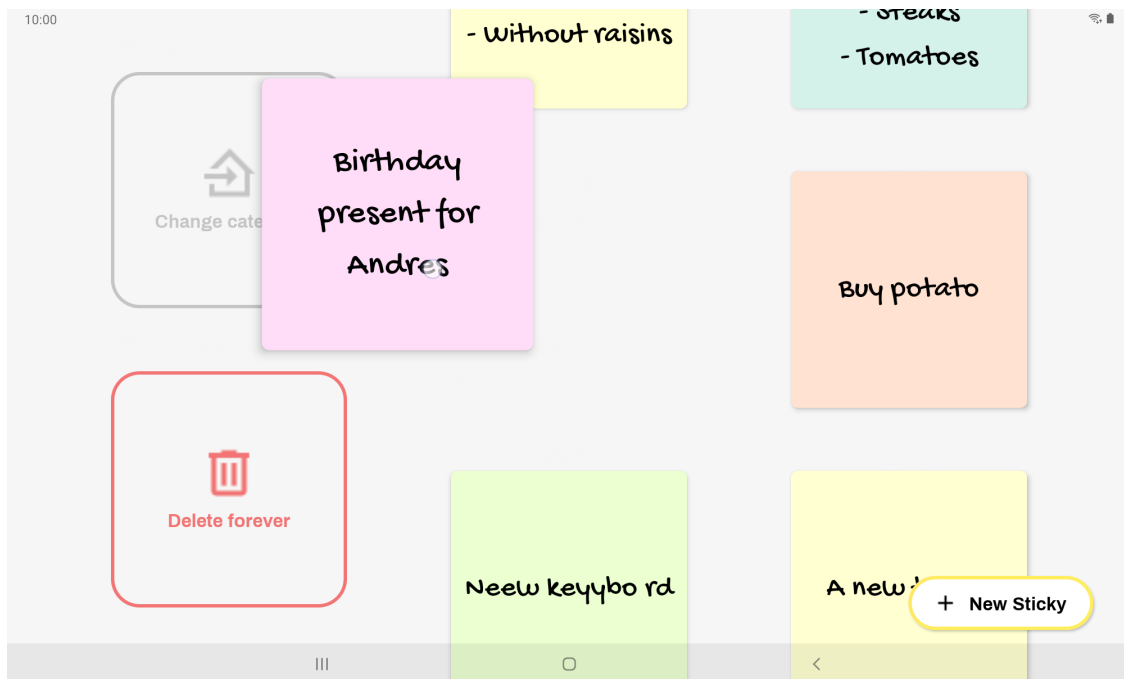 10:00
- Without raisins
- Steaks
- Tomatoes
Change cate
Birthday
present for
Andres
Buy potato
Delete forever
Neew keyybo rd
A new
+ New Sticky